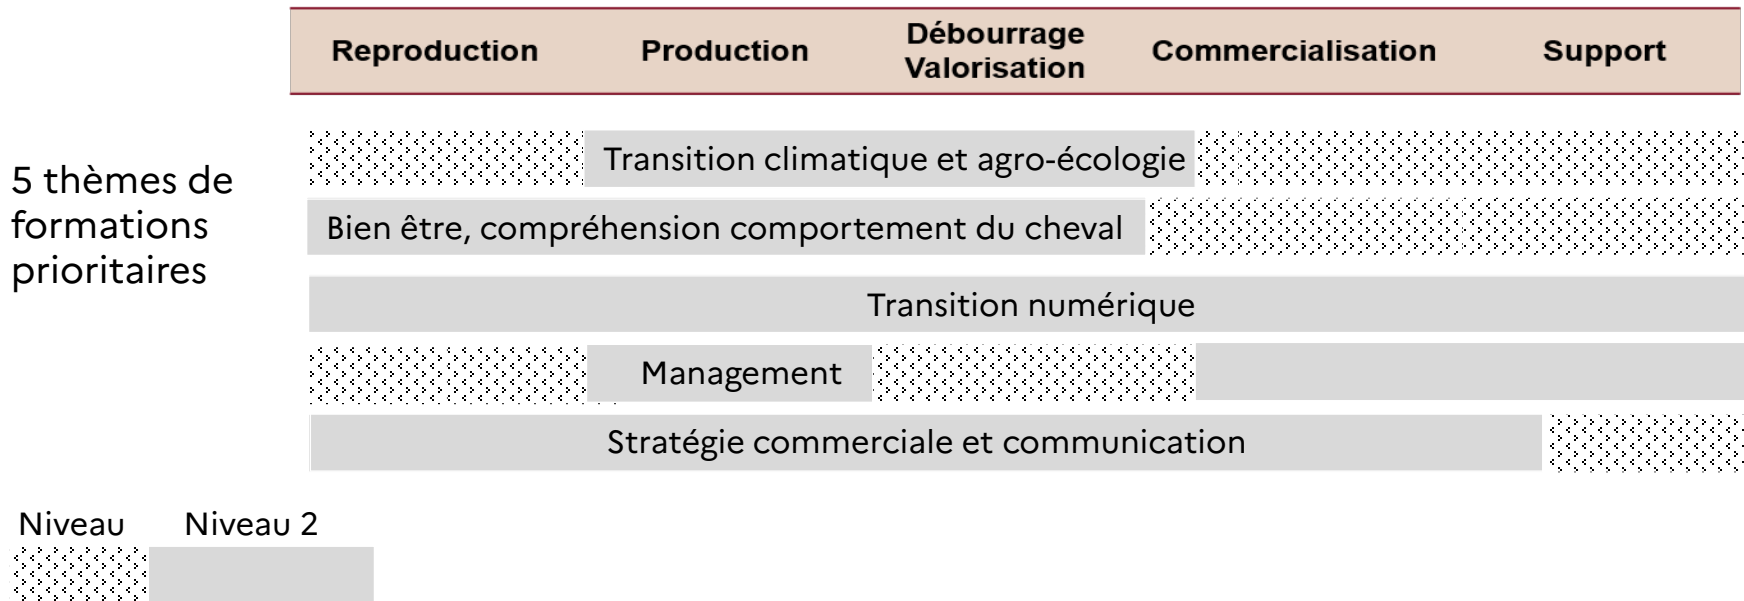 Reproduction Production Débourrage Valorisation Commercialisation Support
5 thèmes de
formations
prioritaires
Transition climatique et agro-écologie
Bien être, compréhension comportement du cheval
Transition numérique
Management
Stratégie commerciale et communication
Niveau Niveau 2